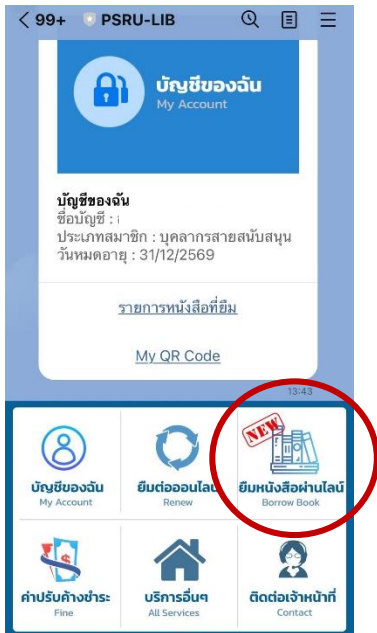 99+ PSRU-LIB
บัญชีของฉัน
My Account
บัญชีของฉัน
ชื่อบัญชี :
ประเภทสมาชิก : บุคลากรสายสนับสนุน
วันหมดอายุ : 31/12/2569
รายการหนังสือที่ยืม
My QR Code
13:43
NEW
บัญชีของฉัน
My Account
ยืมต่อออนไลน์
Renew
ยืมหนังสือผ่านไลน์
Borrow Book
ค่าปรับค้างชำระ
Fine
บริการอื่นๆ
All Services
ติดต่อเจ้าหน้าที่
Contact